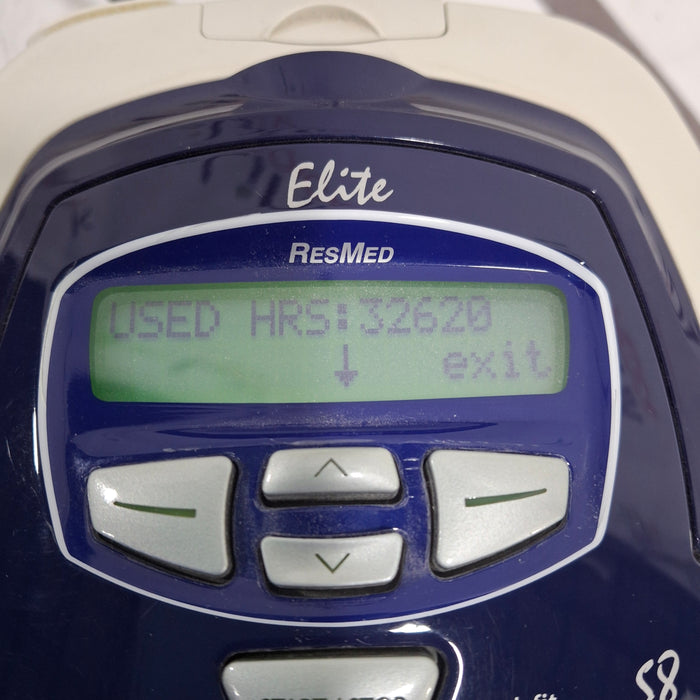 Elite
RESMED
USED HRS:32620
exit
S8